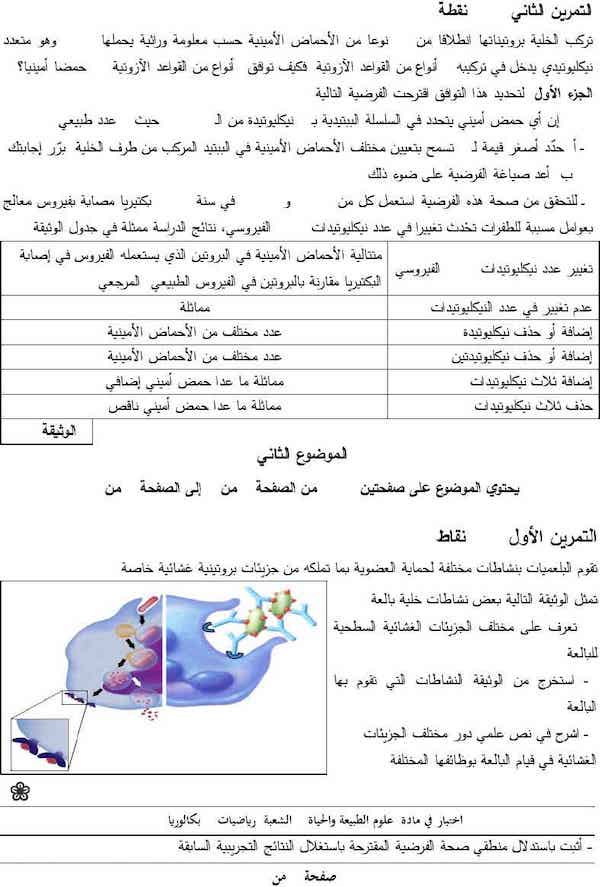 التمرين الثاني نقطة
تركب الخلية بروتيناتها انطلاقا من نوعا من الأحماض الأمينية حسب معلومة وراثية يحملها وهو متعدد
نيكليوتيدي يدخل في تركيبه أنواع من القواعد الآزوتية فكيف توفق أنواع من القواعد الآزوتية حمضا أمينيا؟
الجزء الأول لتحديد هذا التوافق اقترحت الفرضية التالية
إن أي حمض أميني يتحدد في السلسلة الببتيدية بـ نيكليوتيدة من الـ حيث عدد طبيعي
- أ حدّد أصغر قيمة لـ تسمح بتعيين مختلف الأحماض الأمينية في الببتيد المركب من طرف الخلية برّر إجابتك
ب أعد صياغة الفرضية على ضوء ذلك
- للتحقق من صحة هذه الفرضية استعمل كل من و في سنة بكتيريا مصابة بفيروس معالج
بعوامل مسببة للطفرات تحُدث تغييرا في عدد نيكليوتيدات الفيروسي، نتائج الدراسة ممثلة في جدول الوثيقة
تغيير عدد نيكليوتيدات الفيروسي
متتالية الأحماض الأمينية في البروتين الذي يستعمله الفيروس في إصابة
البكتيريا مقارنة بالبروتين في الفيروس الطبيعي المرجعي
عدم تغيير في عدد النيكليوتيدات مماثلة
إضافة أو حذف نيكليوتيدة عدد مختلف من الأحماض الأمينية
إضافة أو حذف نيكليوتيدتين عدد مختلف من الأحماض الأمينية
إضافة ثلاث نيكليوتيدات مماثلة ما عدا حمض أميني إضافي
حذف ثلاث نيكليوتيدات مماثلة ما عدا حمض أميني ناقص
الوثيقة
الموضوع الثاني
يحتوي الموضوع على صفحتين من الصفحة من إلى الصفحة من
التمرين الأول نقاط
تقوم البلعميات بنشاطات مختلفة لحماية العضوية بما تملكه من جزيئات بروتينية غشائية خاصة
تمثل الوثيقة التالية بعض نشاطات خلية بالعة
تعرف على مختلف الجزيئات الغشائية السطحية
للبالعة
- استخرج من الوثيقة النشاطات التي تقوم بها
البالعة
- اشرح في نص علمي دور مختلف الجزيئات
الغشائية في قيام البالعة بوظائفها المختلفة
اختبار في مادة علوم الطبيعة والحياة الشعبة رياضيات بكالوريا
- أثبت باستدلال منطقي صحة الفرضية المقترحة باستغلال النتائج التجريبية السابقة
صفحة من